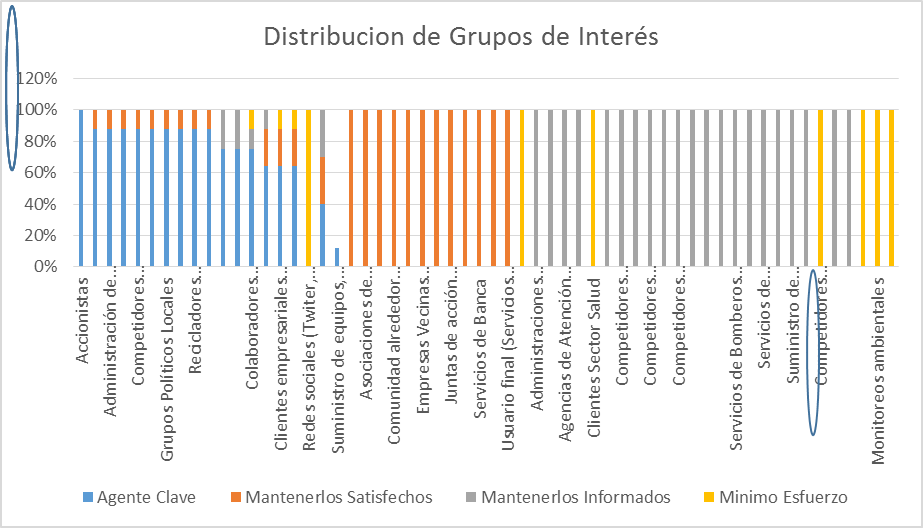 Distribucion de Grupos de Interés
120%
100%
80%
60%
40%
20%
0%
Accionistas
Administración de...
Competidores...
Grupos Políticos Locales
Recicladores...
Colaboradores...
Clientes empresariales...
Redes sociales (Twiter,...
Suministro de equipos,...
Asociaciones de...
Comunidad alrededor...
Empresas Vecinas
Juntas de acción...
Servicios de Banca
Usuario final (Servicios...
Administraciones...
Agencias de Atención...
Clientes Sector Salud
Competidores...
Competidores...
Competidores...
Servicios de Bomberos...
Servicios de...
Suministro de...
Competidores...
Monitoreos ambientales
Agente Clave
Mantenerlos Satisfechos
Mantenerlos Informados
Minimo Esfuerzo